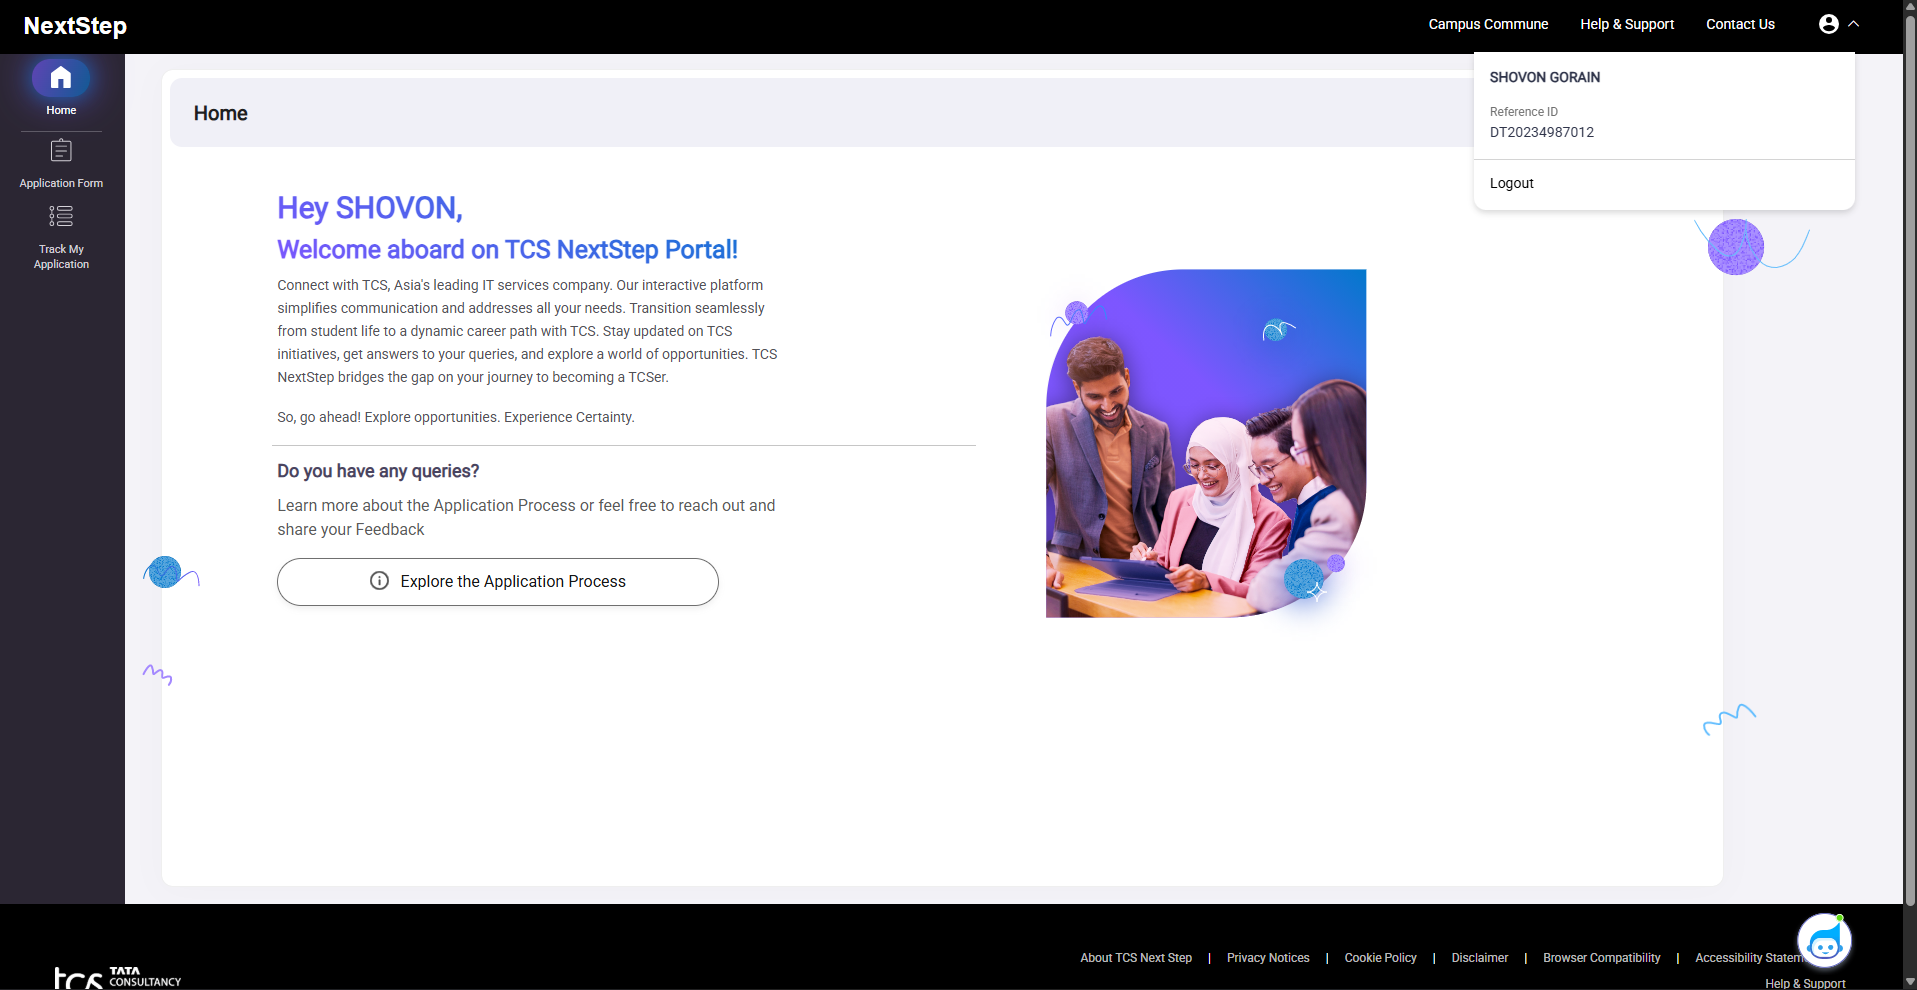 NextStep
Campus Commune
Help & Support
Contact Us
SHOVON GORAIN
Reference ID
DT20234987012
Logout
Home
Application Form
Track My
Application
Home
Hey SHOVON,
Welcome aboard on TCS NextStep Portal!
Connect with TCS, Asia's leading IT services company. Our interactive platform
simplifies communication and addresses all your needs. Transition seamlessly
from student life to a dynamic career path with TCS. Stay updated on TCS
initiatives, get answers to your queries, and explore a world of opportunities. TCS
NextStep bridges the gap on your journey to becoming a TCSer.
So, go ahead! Explore opportunities. Experience Certainty.
Do you have any queries?
Learn more about the Application Process or feel free to reach out and
share your Feedback
Explore the Application Process
About TCS Next Step | Privacy Notices | Cookie Policy | Disclaimer | Browser Compatibility | Accessibility
Help & Support
tcs TATA
CONSULTANCY